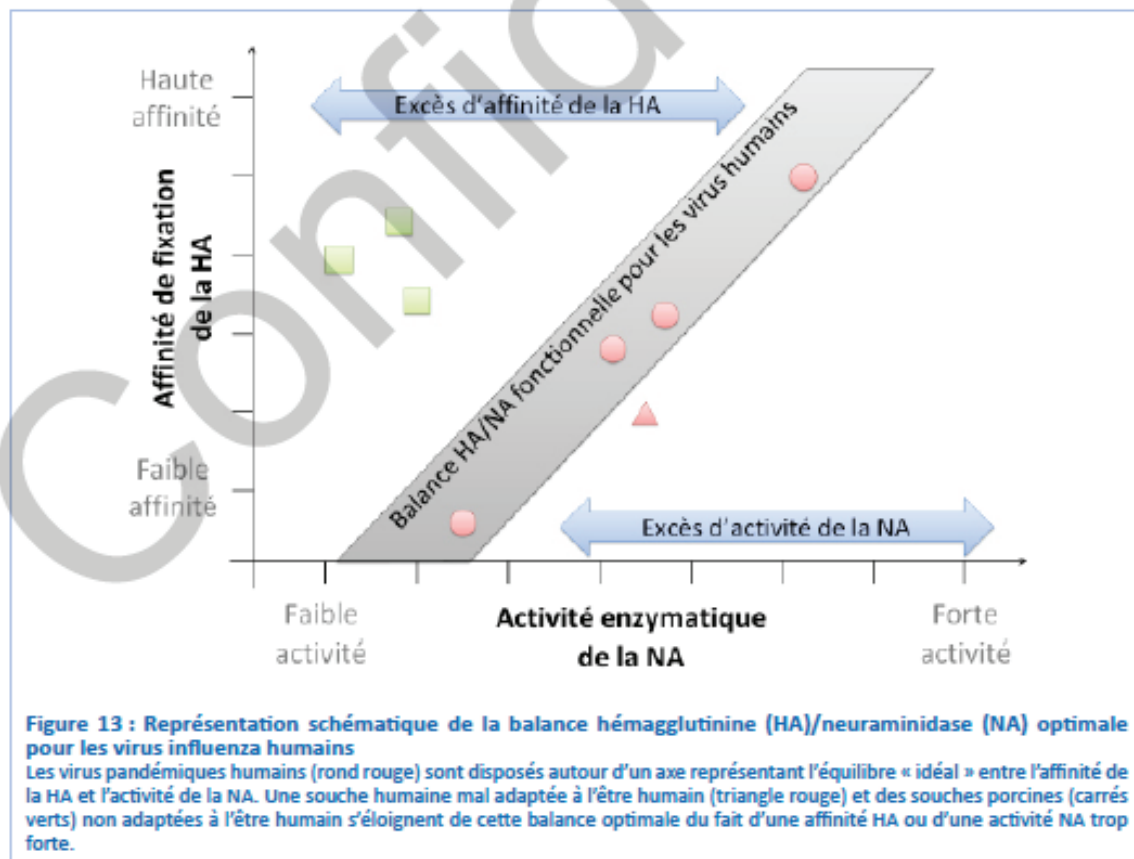 Haute
affinité
Excès d'affinité de la HA
Affinité de fixation
de la HA
Balance HA/NA fonctionnelle pour les virus humains
Faible
affinité
Excès d'activité de la NA
Faible
activité
Activité enzymatique
de la NA
Forte
activité
Confid
Figure 13 : Représentation schématique de la balance hémagglutinine (HA)/neuraminidase (NA) optimale
pour les virus influenza humains
Les virus pandémiques humains (rond rouge) sont disposés autour d'un axe représentant l'équilibre « idéal » entre l'affinité de
la HA et l'activité de la NA. Une souche humaine mal adaptée à l'être humain (triangle rouge) et des souches porcines (carrés
verts) non adaptées à l'être humain s'éloignent de cette balance optimale du fait d'une affinité HA ou d'une activité NA trop
forte.